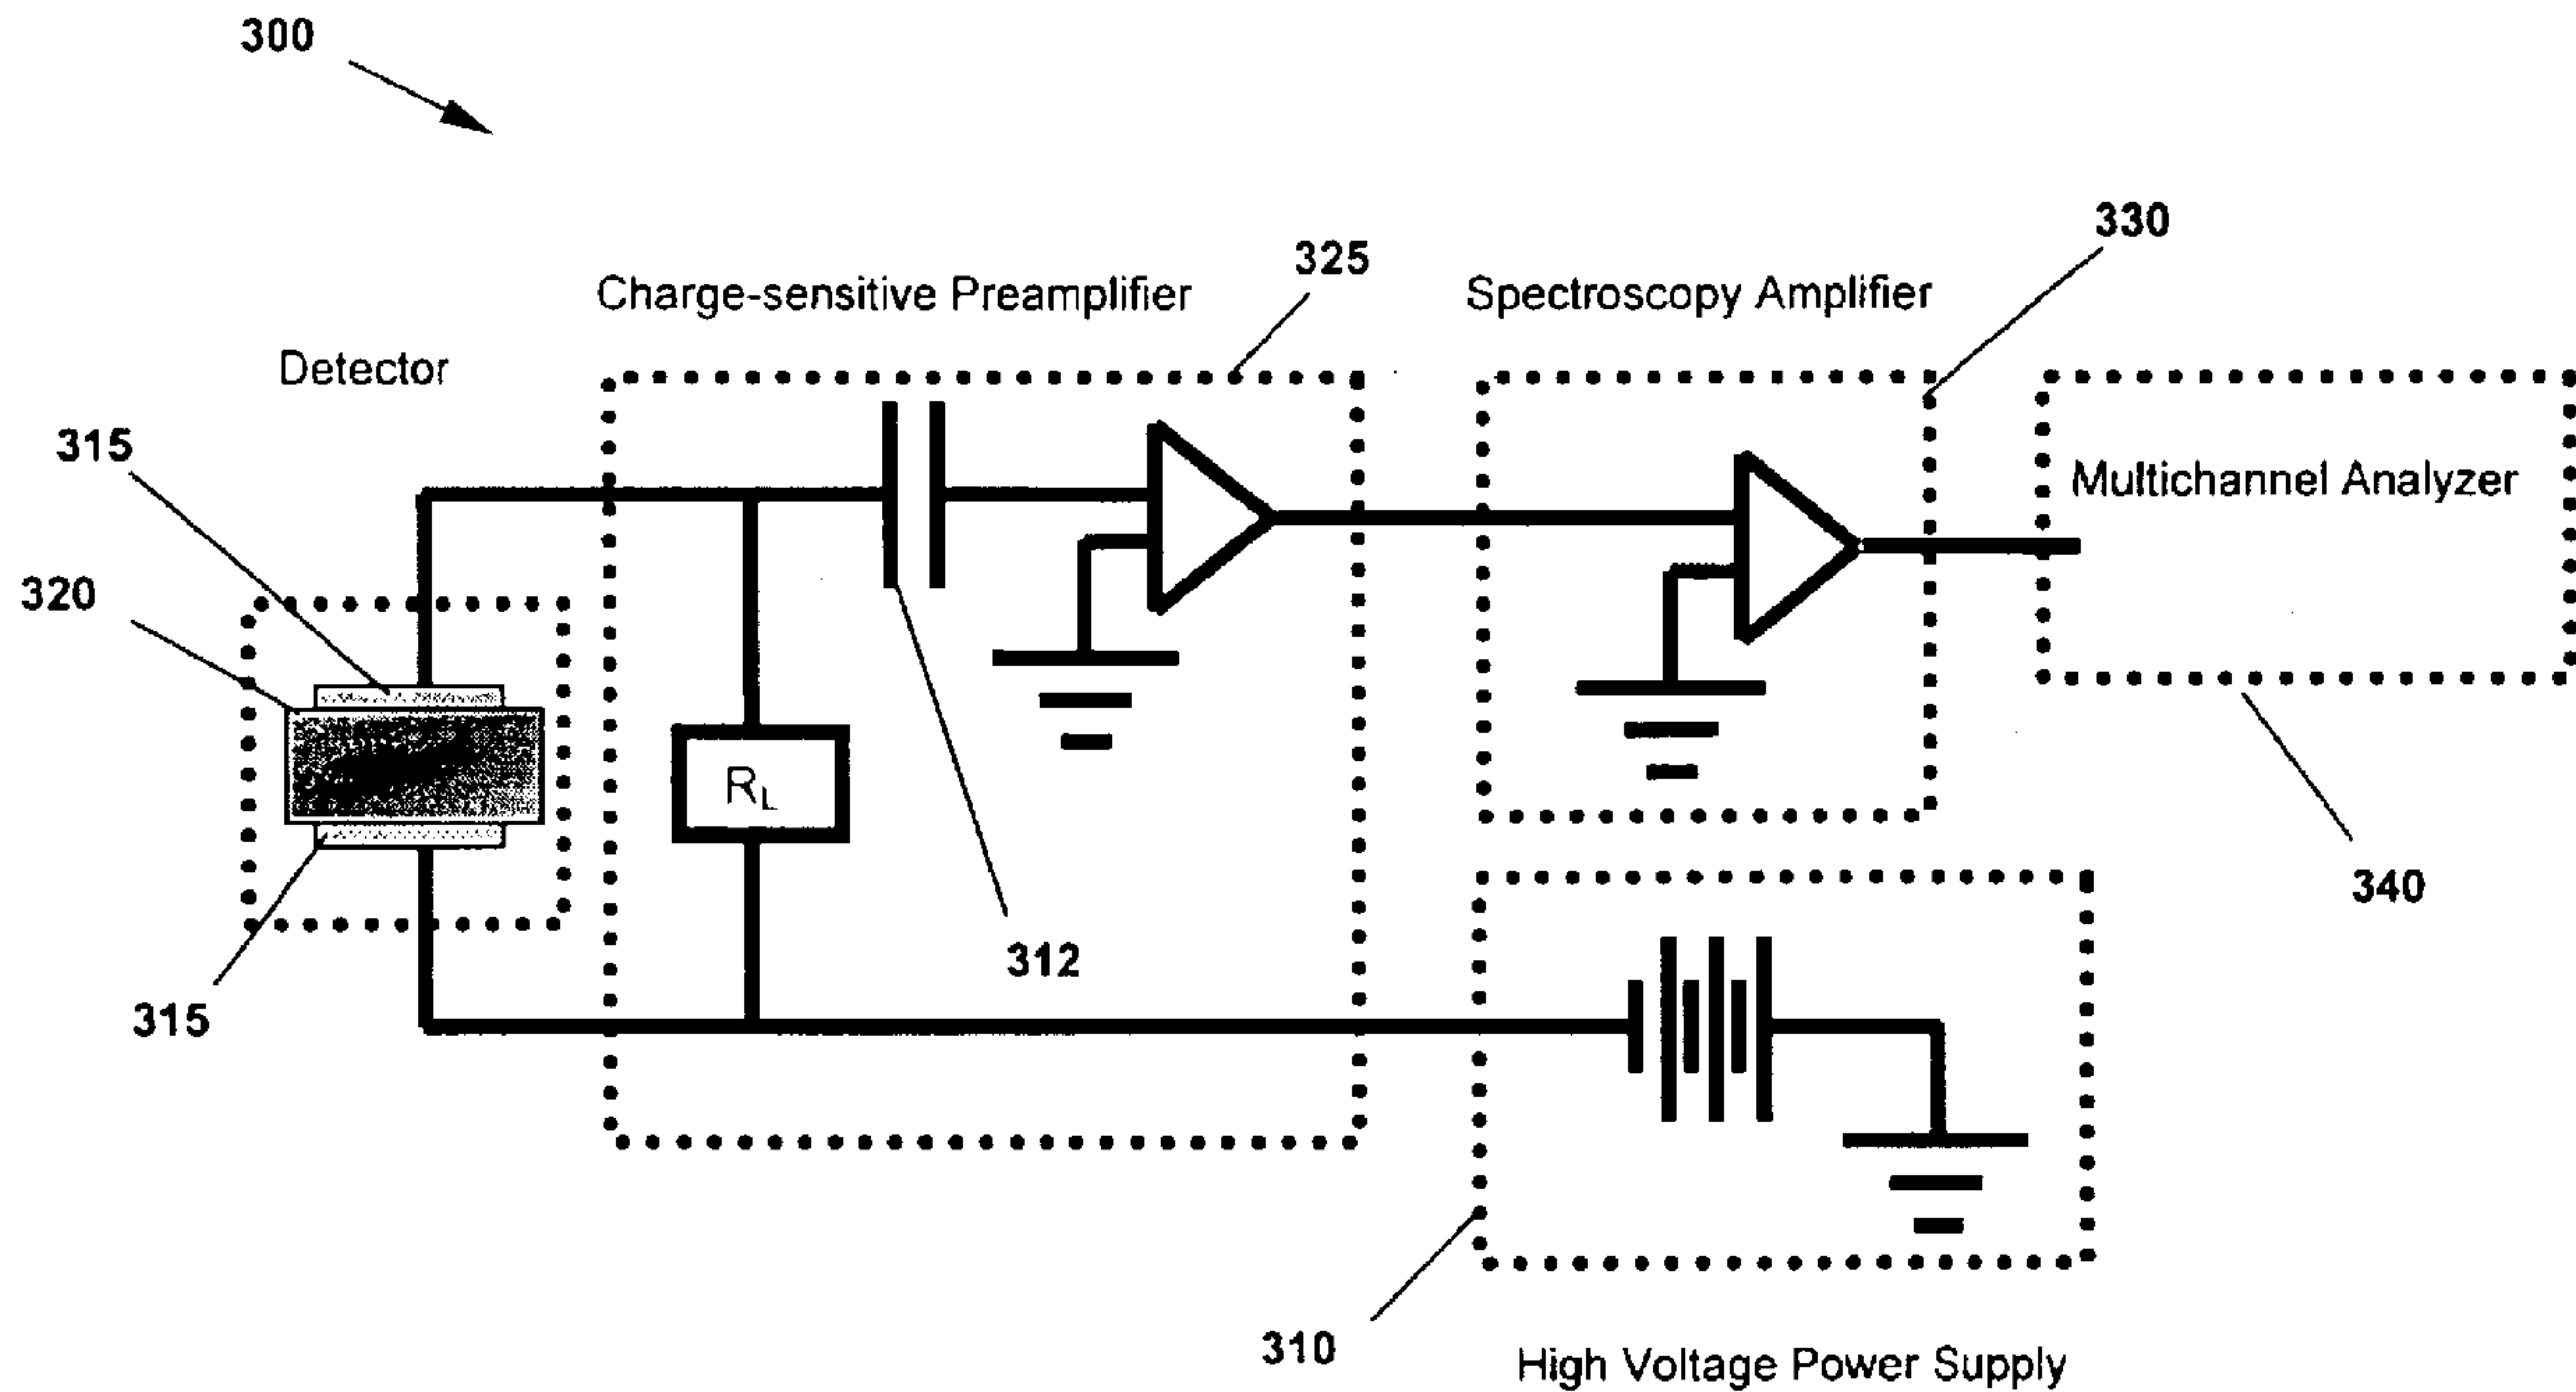 300
330
325
Charge-sensitive Preamplifier
Spectroscopy Amplifier
Detector
315
Multichannel Analyzer
320
RL
340
312
315
310
High Voltage Power Supply